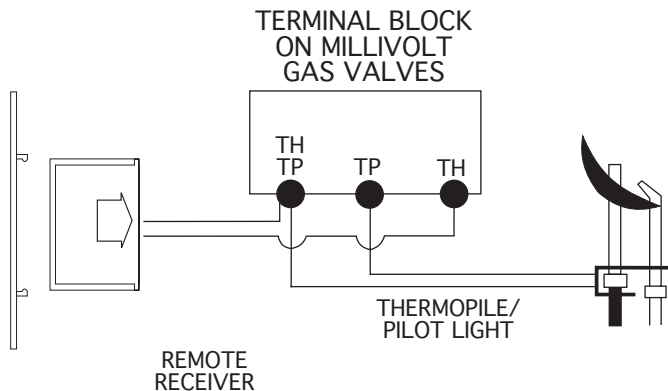 TERMINAL BLOCK
ON MILLIVOLT
GAS VALVES
TH
TP
TP
TH
THERMOPILE/
PILOT LIGHT
REMOTE
RECEIVER